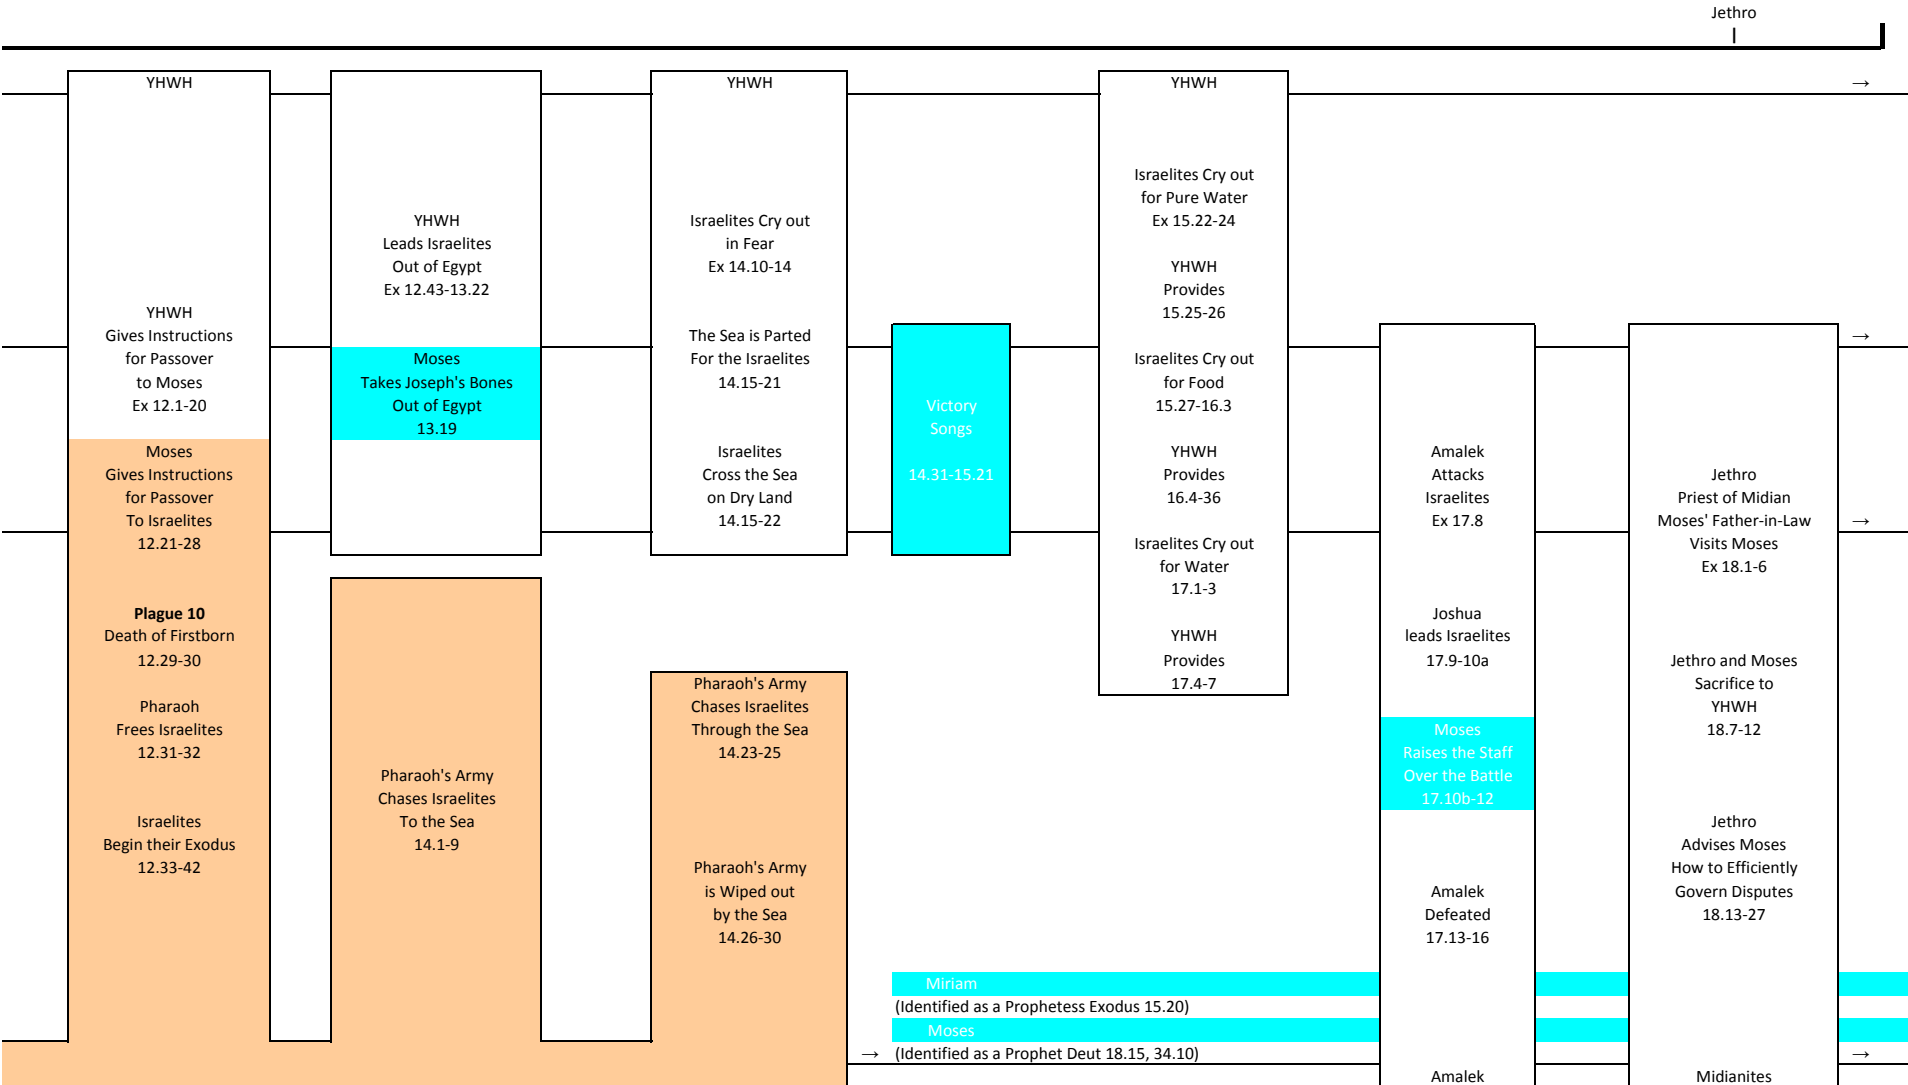 Jethro
YHWH
YHWH
Gives Instructions
for Passover
to Moses
Ex 12.1-20
Moses
Gives Instructions
for Passover
To Israelites
12.21-28
Plague 10
Death of Firstborn
12.29-30
Pharaoh
Frees Israelites
12.31-32
Israelites
Begin their Exodus
12.33-42
YHWH
Leads Israelites
Out of Egypt
Ex 12.43-13.22
Moses
Takes Joseph's Bones
Out of Egypt
13.19
Pharaoh's Army
Chases Israelites
To the Sea
14.1-9
YHWH
Israelites Cry out
in Fear
Ex 14.10-14
The Sea is Parted
For the Israelites
14.15-21
Israelites
Cross the Sea
on Dry Land
14.15-22
Pharaoh's Army
Chases Israelites
Through the Sea
14.23-25
Pharaoh's Army
is Wiped out
by the Sea
14.26-30
Victory
Songs
14.31-15.21
YHWH
Israelites Cry out
for Pure Water
Ex 15.22-24
YHWH
Provides
15.25-26
Israelites Cry out
for Food
15.27-16.3
YHWH
Provides
16.4-36
Israelites Cry out
for Water
17.1-3
YHWH
Provides
17.4-7
Amalek
Attacks
Israelites
Ex 17.8
Joshua
leads Israelites
17.9-10a
Moses
Raises the Staff
Over the Battle
17.10b-12
Amalek
Defeated
17.13-16
Amalek
Jethro
Priest of Midian
Moses' Father-in-Law
Visits Moses
Ex 18.1-6
Jethro and Moses
Sacrifice to
YHWH
18.7-12
Jethro
Advises Moses
How to Efficiently
Govern Disputes
18.13-27
Midianites
→
→
→
Miriam
(Identified as a Prophetess Exodus 15.20)
Moses
→ (Identified as a Prophet Deut 18.15, 34.10) →